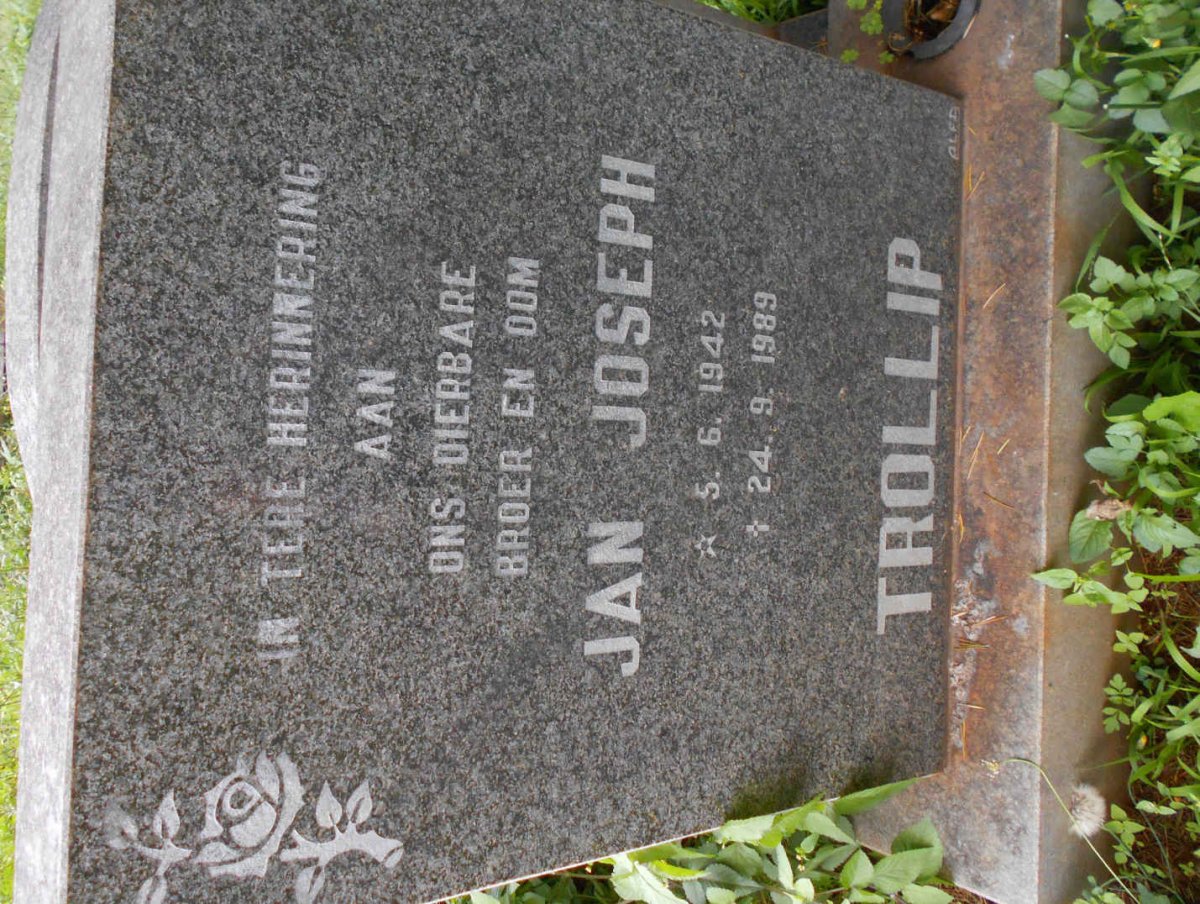 IN TERE HERINNERING
AAN
ONS DIERBARE
BROER EN OOM
JAN JOSEPH
☆ 5. 6. 1942
† 24. 9. 1989
TROLLIP